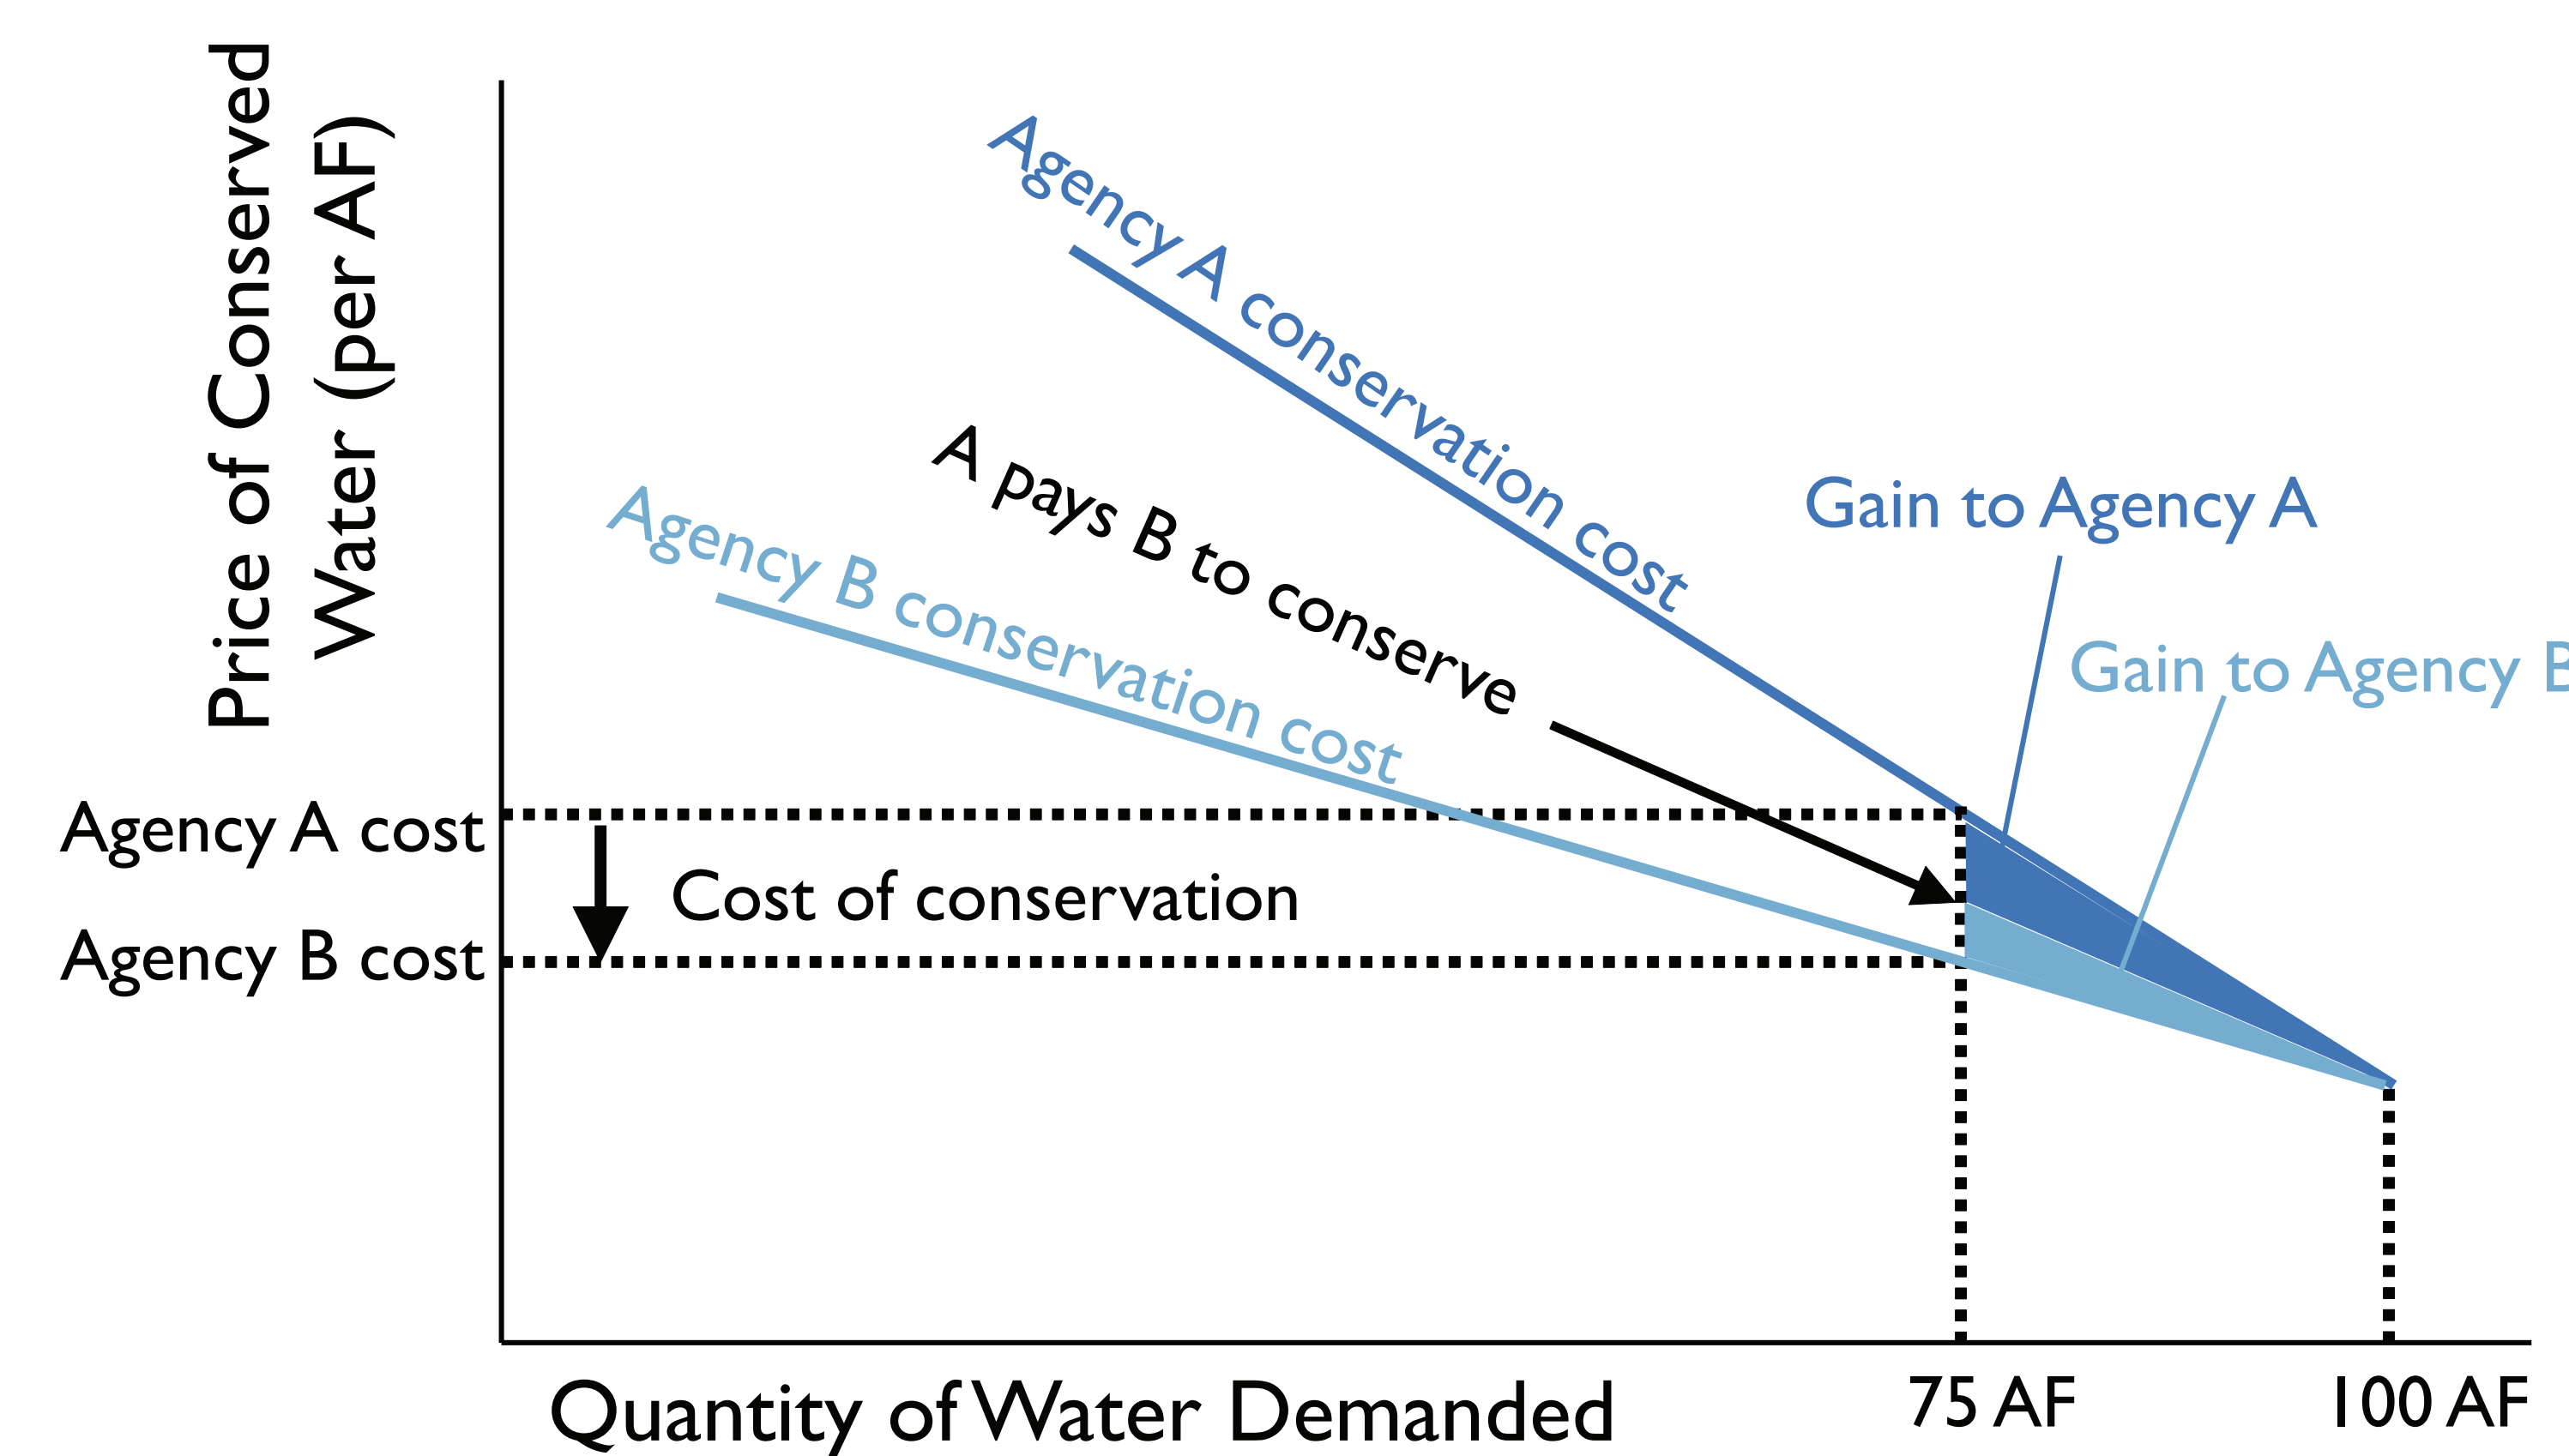 Price of Conserved
Water (per AF)
Agency A conservation cost
A pays B to conserve
Agency B conservation cost
Gain to Agency A
Gain to Agency B
Agency A cost
Cost of conservation
Agency B cost
Quantity of Water Demanded
75 AF
100 AF